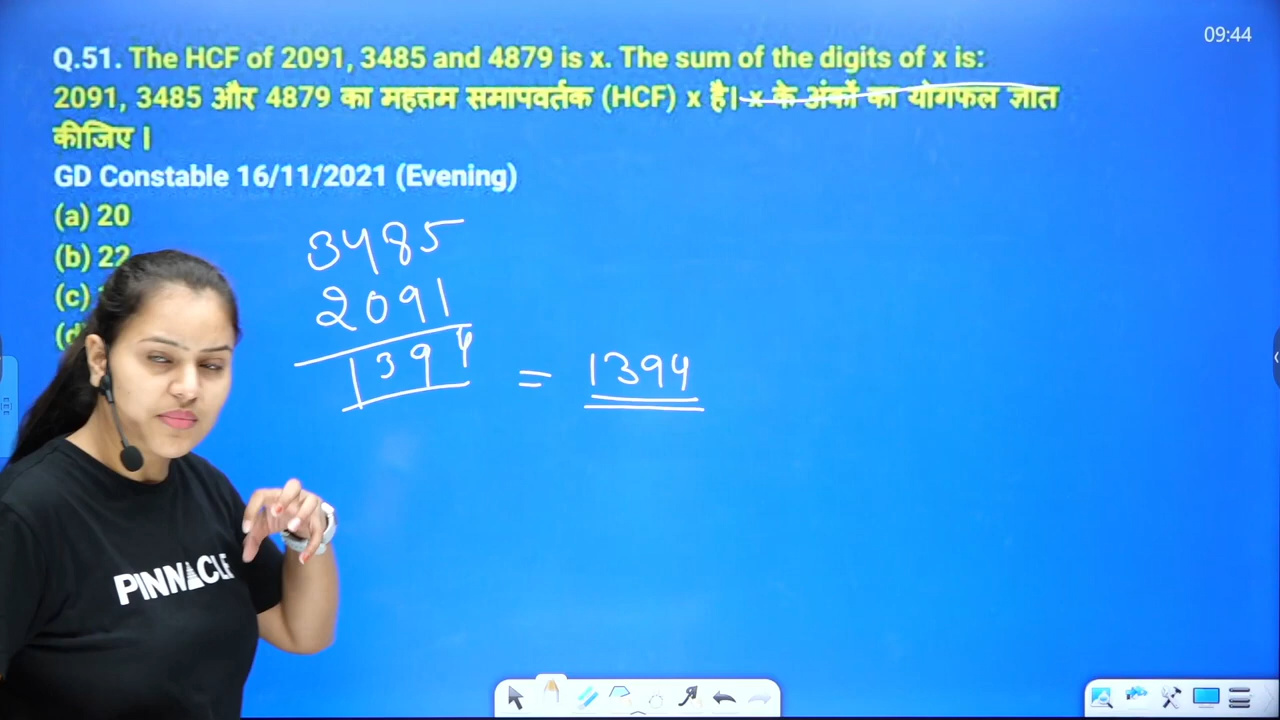 09:44
Q.51. The HCF of 2091, 3485 and 4879 is x. The sum of the digits of x is:
2091, 3485 और 4879 का महत्तम समापवर्तक (HCF) x है। x के अंकों का योगफल ज्ञात
कीजिए ।
GD Constable 16/11/2021 (Evening)
(a) 20
(b) 22
(c)
(d)
3485
2091
1394 = 1394
PINNACLE